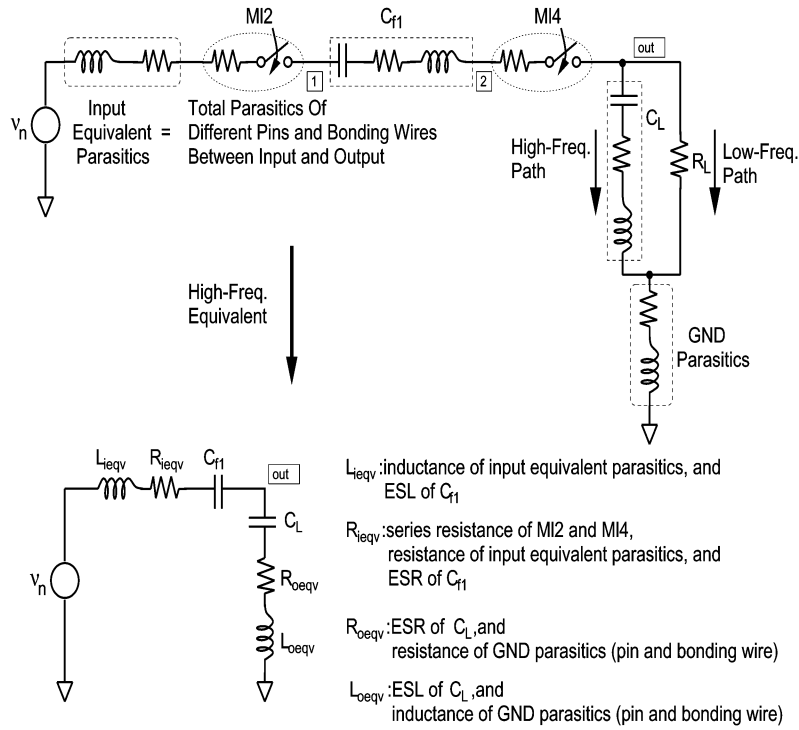 MI2
Cf1
MI4
out
1
2
νn
Input
Equivalent =
Parasitics
Total Parasitics Of
Different Pins and Bonding Wires
Between Input and Output
CL
High-Freq.
Path
RL
Low-Freq.
Path
High-Freq.
Equivalent
GND
Parasitics
Lieqv
Rieqv
Cf1
out
CL
νn
Roeqv
Loeqv
Lieqv :inductance of input equivalent parasitics, and
ESL of Cf1
Rieqv :series resistance of MI2 and MI4,
resistance of input equivalent parasitics, and
ESR of Cf1
Roeqv :ESR of CL,and
resistance of GND parasitics (pin and bonding wire)
Loeqv :ESL of CL,and
inductance of GND parasitics (pin and bonding wire)